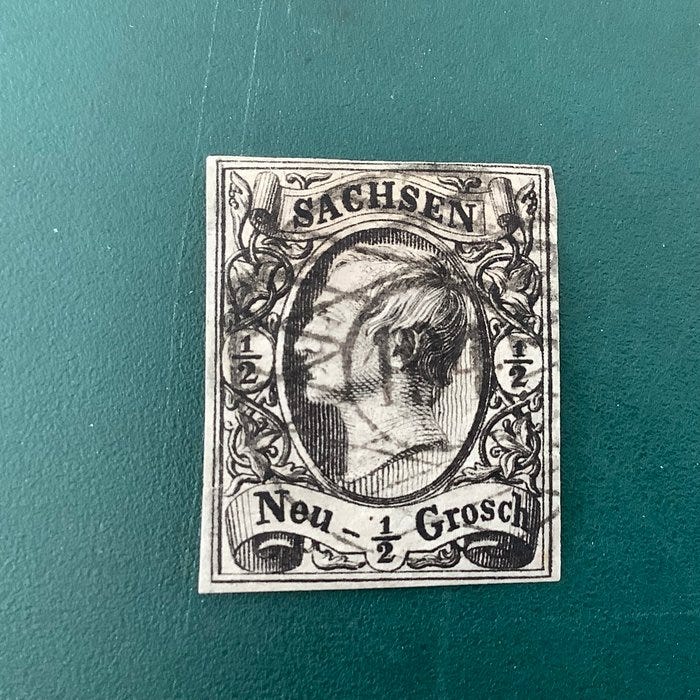 SACHSEN
1/2 1/2
Neu - 1/2 Grosch